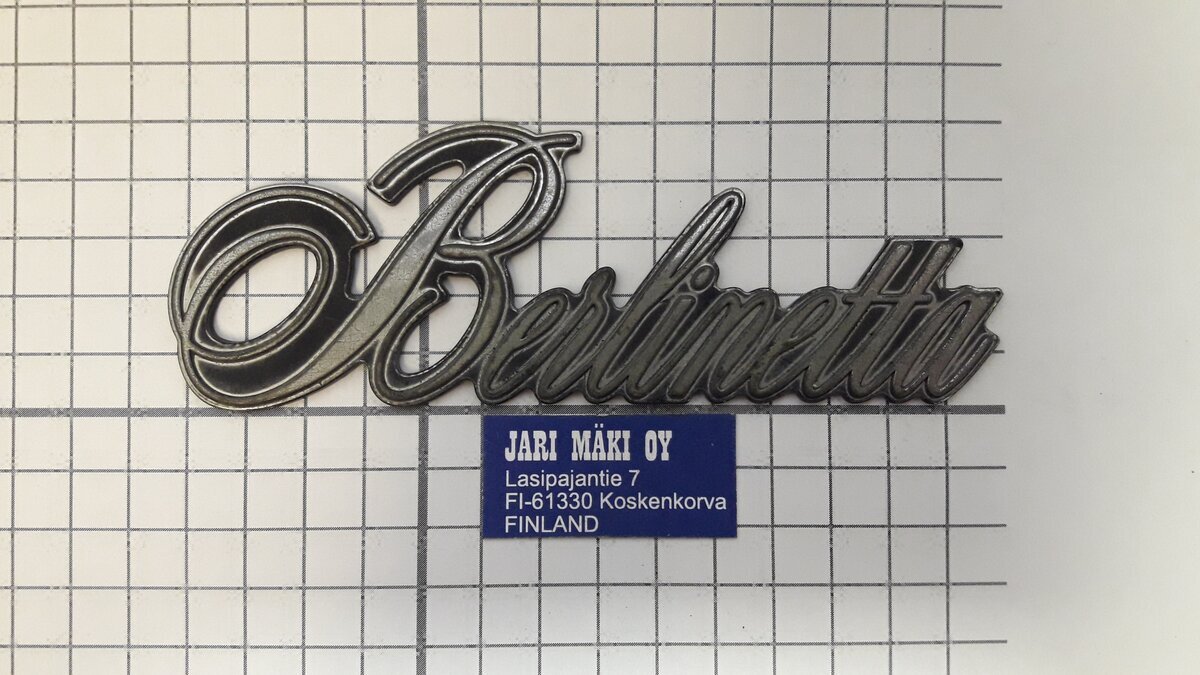 Berlinetta
JARI MÄKI OY
Lasipajantie 7
FI-61330 Koskenkorva
FINLAND